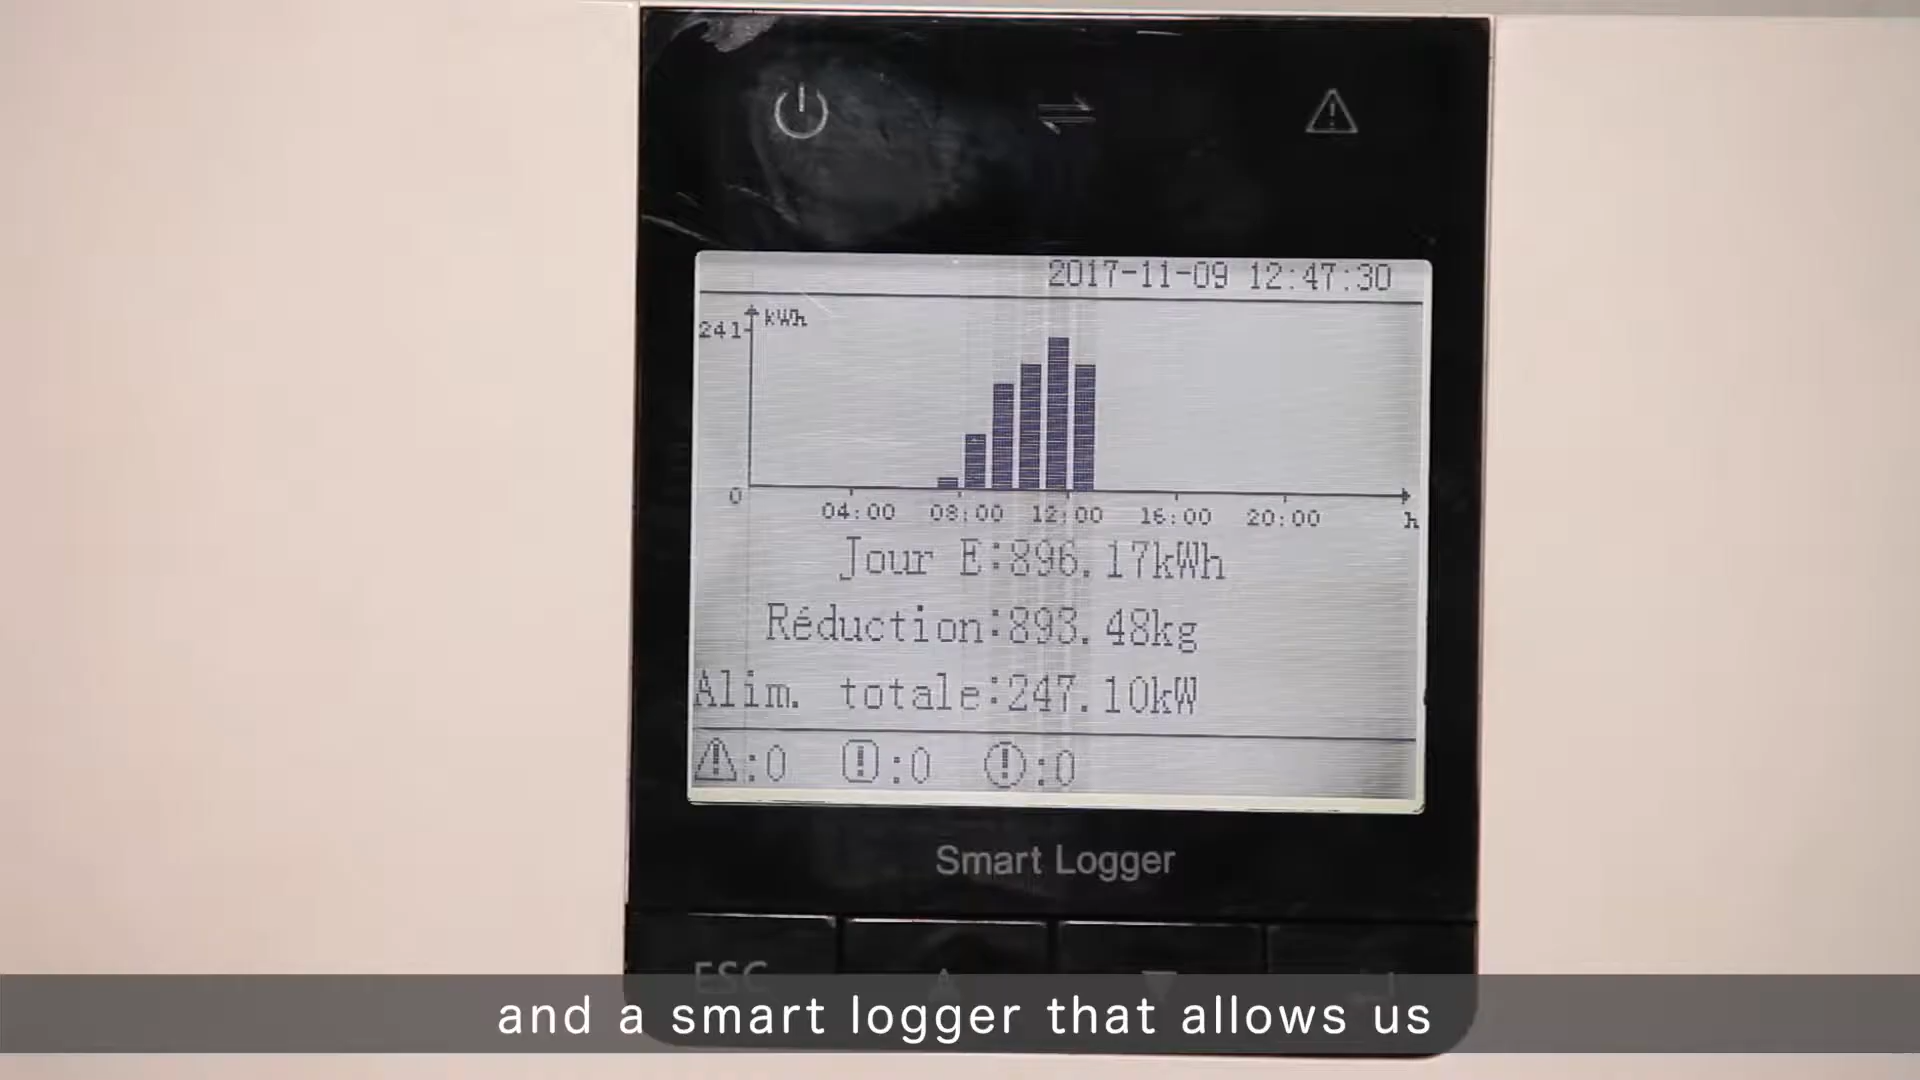 2017-11-09 12:47:30
kWh
241
0
04:00 08:00 12:00 16:00 20:00 h
Jour E:896.17kWh
Réduction:893.48kg
Alim. totale:247.10kW
:0 :0 :0
Smart Logger
ESC
and a smart logger that allows us